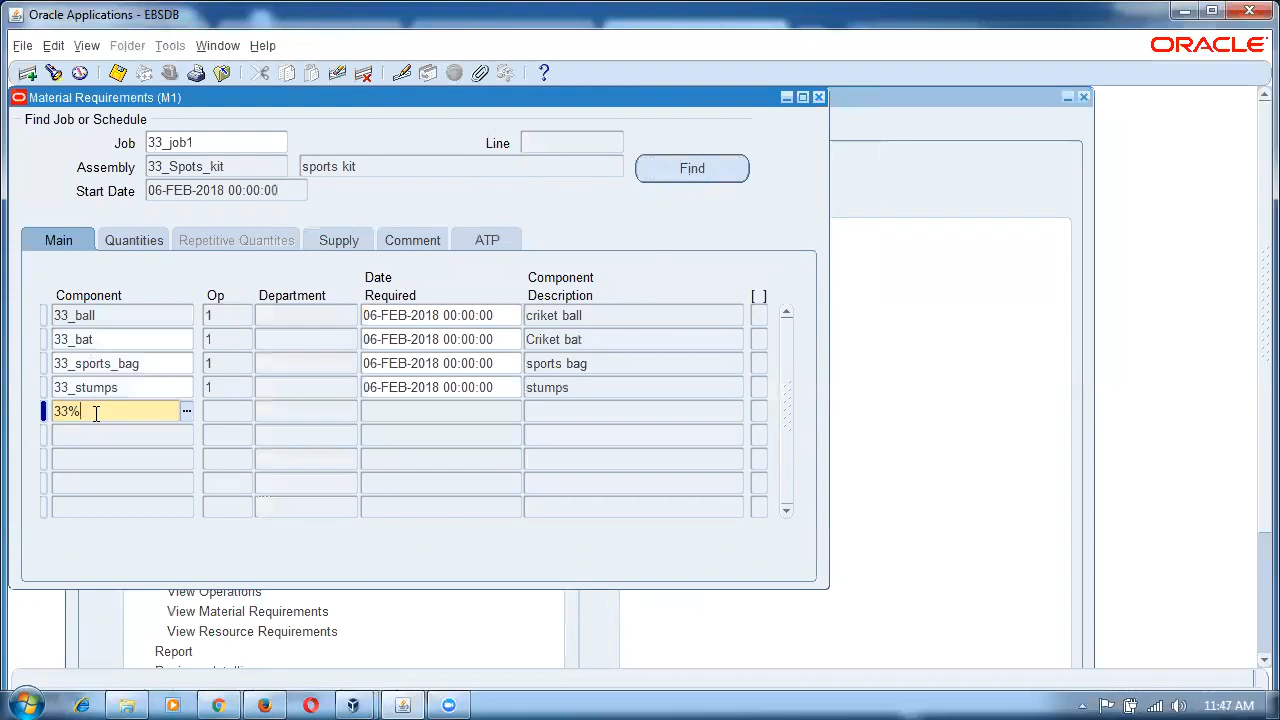 Oracle Applications - EBSDB
File Edit View Folder Tools Window Help
ORACLE
Material Requirements (M1)
Find Job or Schedule
Job 33_job1 Line
Assembly 33_Spots_kit sports kit Find
Start Date 06-FEB-2018 00:00:00
Main Quantities Repetitive Quantites Supply Comment ATP
Date Component
Component Op Department Required Description [ ]
33_ball 1 06-FEB-2018 00:00:00 criket ball
33_bat 1 06-FEB-2018 00:00:00 Criket bat
33_sports_bag 1 06-FEB-2018 00:00:00 sports bag
33_stumps 1 06-FEB-2018 00:00:00 stumps
33%
View Operations
View Material Requirements
View Resource Requirements
Report
11:47 AM